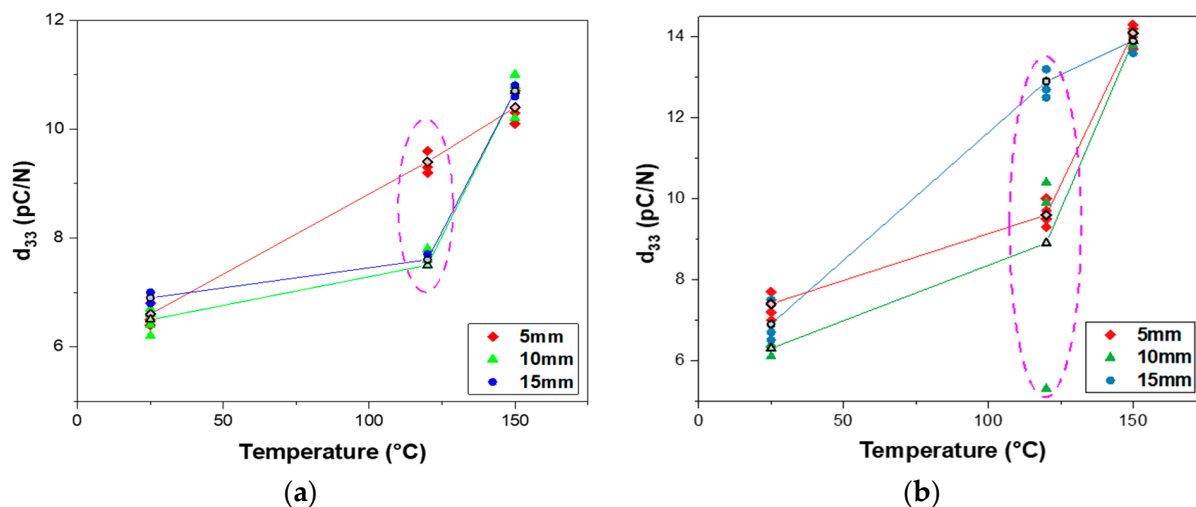 12
10
8
6
d33 (pC/N)
0
50
100
150
Temperature (°C)
5mm
10mm
15mm
(a)
14
12
10
8
6
d33 (pC/N)
0
50
100
150
Temperature (°C)
5mm
10mm
15mm
(b)